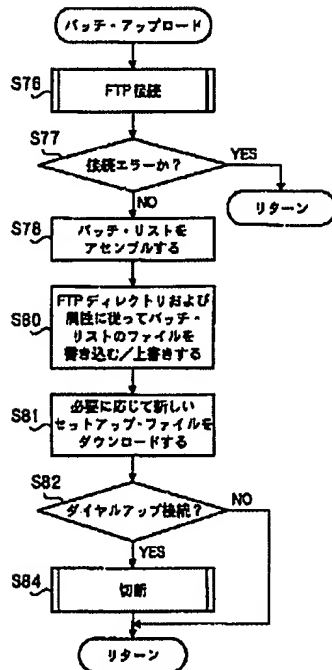 バッチ・アップロード
S76
FTP接続
S77
接続エラーか？
YES
リターン
NO
S78
バッチ・リストを
アセンブルする
S80
FTPディレクトリおよび
属性に従ってバッチ・
リストのファイルを
書き込む／上書きする
S81
必要に応じて新しい
セットアップ・ファイルを
ダウンロードする
S82
ダイヤルアップ接続？
NO
YES
S84
切断
リターン